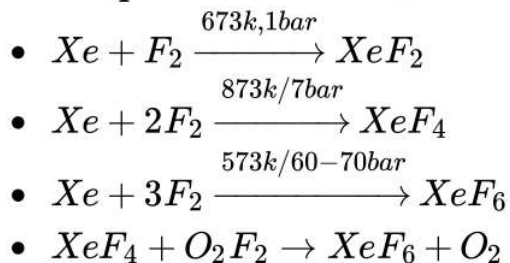 673k,1bar
• Xe + F₂ ⟶ XeF₂
873k/7bar
• Xe + 2F₂ ⟶ XeF₄
573k/60−70bar
• Xe + 3F₂ ⟶ XeF₆
• XeF₄ + O₂F₂ → XeF₆ + O₂